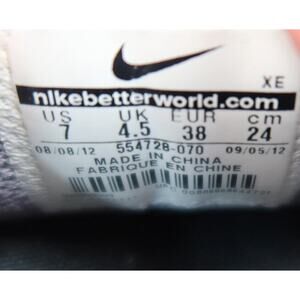 XE
nikebetterworld.com
US UK EUR cm
7 4.5 38 24
08/08/12 554728-070 09/05/12
MADE IN CHINA
FABRIQUÉ EN CHINE